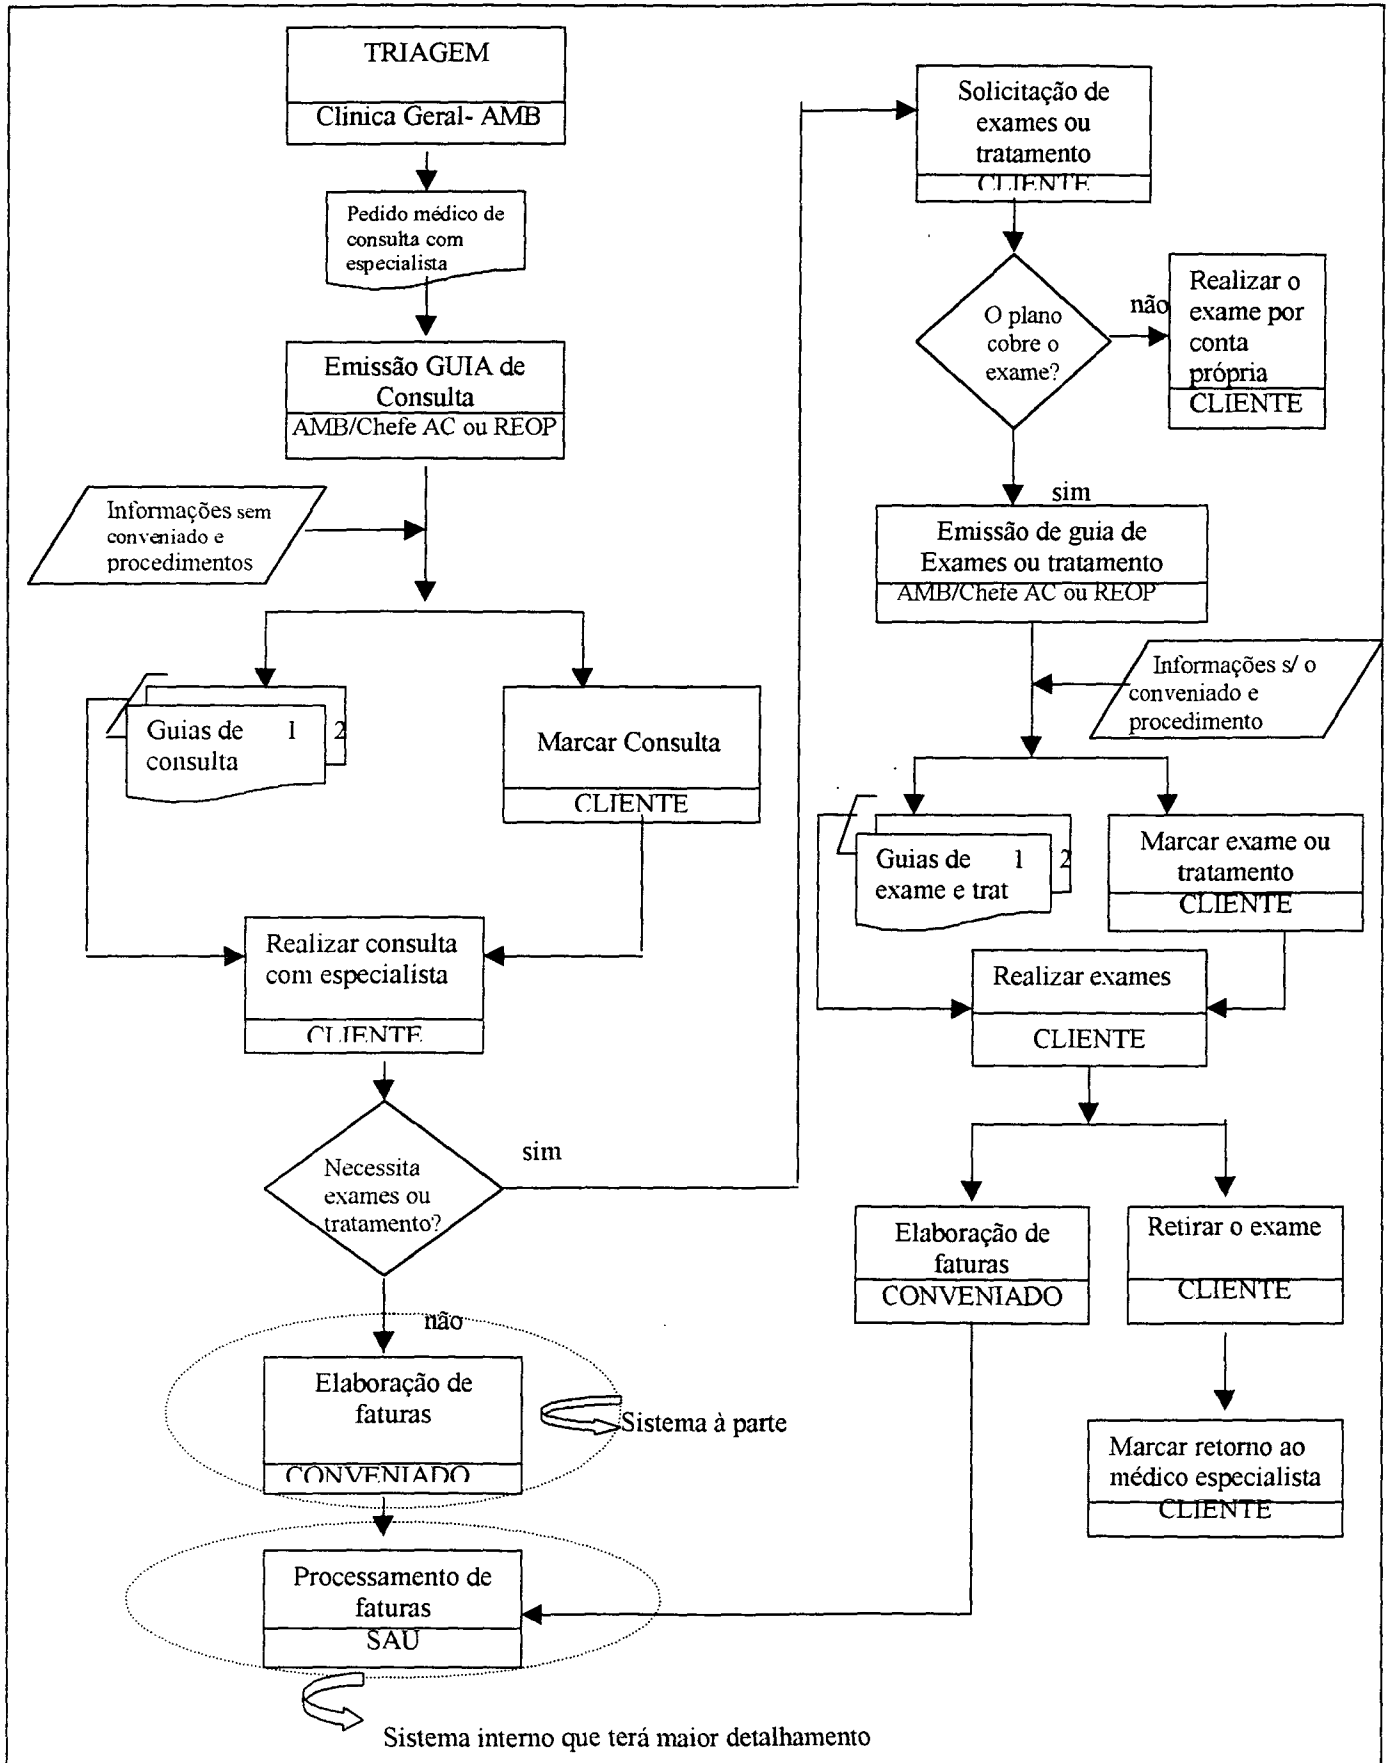 TRIAGEM
Clinica Geral- AMB
Pedido médico de
consulta com
especialista
Emissão GUIA de
Consulta
AMB/Chefe AC ou REOP
Informações sem
conveniado e
procedimentos
Guias de 1 2
consulta
Marcar Consulta
CLIENTE
Realizar consulta
com especialista
CLIENTE
Necessita
exames ou
tratamento?
sim
não
Elaboração de
faturas
CONVENIADO
Sistema à parte
Processamento de
faturas
SAU
Sistema interno que terá maior detalhamento
Solicitação de
exames ou
tratamento
CLIENTE
O plano
cobre o
exame?
não
Realizar o
exame por
conta
própria
CLIENTE
sim
Emissão de guia de
Exames ou tratamento
AMB/Chefe AC ou REOP
Informações s/ o
conveniado e
procedimento
Guias de 1 2
exame e trat
Marcar exame ou
tratamento
CLIENTE
Realizar exames
CLIENTE
Elaboração de
faturas
CONVENIADO
Retirar o exame
CLIENTE
Marcar retorno ao
médico especialista
CLIENTE